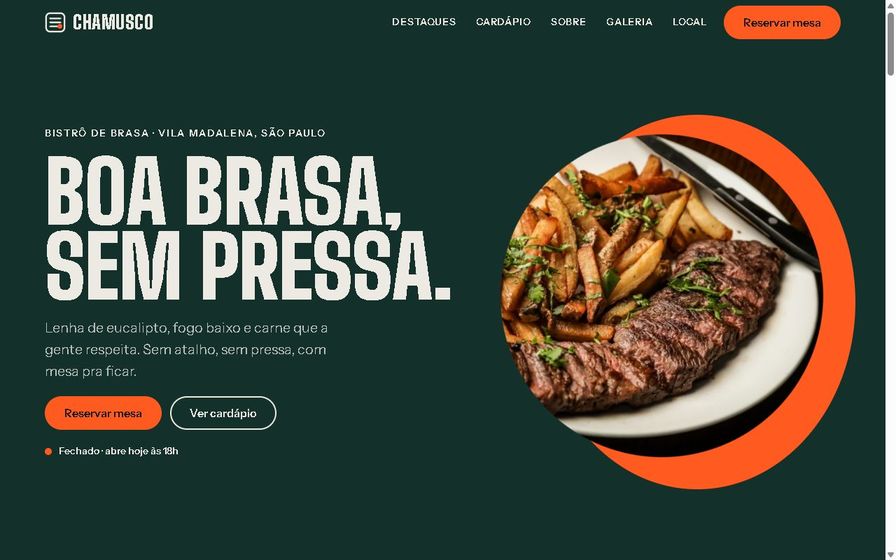 CHAMUSCO
DESTAQUES CARDÁPIO SOBRE GALERIA LOCAL Reservar mesa
BISTRÔ DE BRASA · VILA MADALENA, SÃO PAULO
BOA BRASA,
SEM PRESSA.
Lenha de eucalipto, fogo baixo e carne que a
gente respeita. Sem atalho, sem pressa, com
mesa pra ficar.
Reservar mesa Ver cardápio
Fechado · abre hoje às 18h